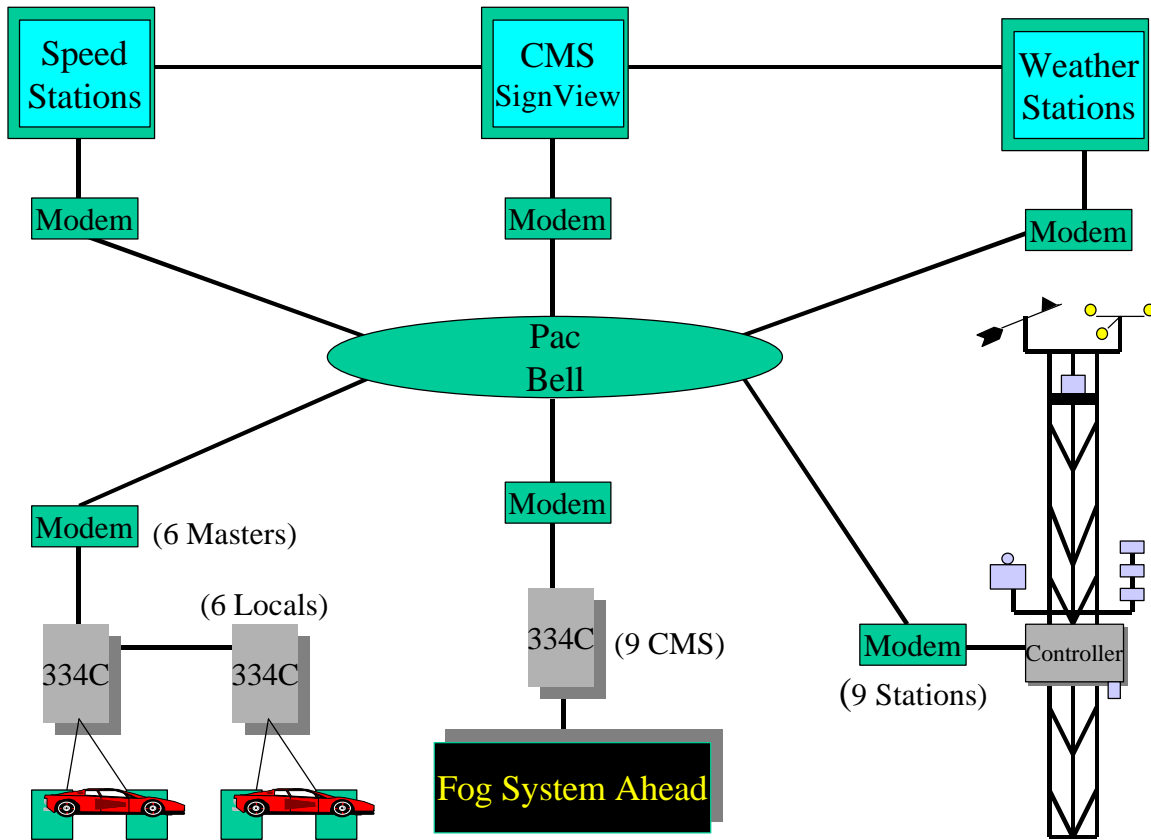 Speed
Stations
CMS
SignView
Weather
Stations
Modem
Modem
Modem
Pac
Bell
Modem
(6 Masters)
Modem
(6 Locals)
334C
334C
334C
(9 CMS)
Modem
Controller
(9 Stations)
Fog System Ahead